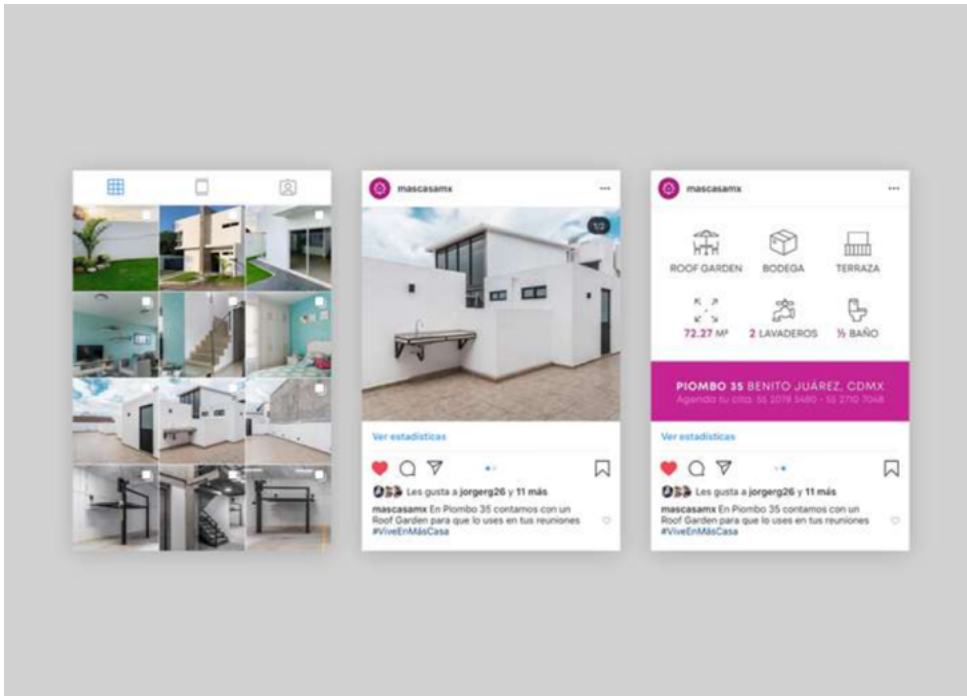 mascasamx
1/2
Ver estadísticas
Les gusta a jorgerg26 y 11 más
mascasamx En Piombo 35 contamos con un
Roof Garden para que lo uses en tus reuniones
#ViveEnMásCasa
mascasamx
ROOF GARDEN BODEGA TERRAZA
72.27 M² 2 LAVADEROS ½ BAÑO
PIOMBO 35 BENITO JUÁREZ, CDMX
Agenda tu cita: 55 2078 5480 - 55 2710 7048
Ver estadísticas
Les gusta a jorgerg26 y 11 más
mascasamx En Piombo 35 contamos con un
Roof Garden para que lo uses en tus reuniones
#ViveEnMásCasa